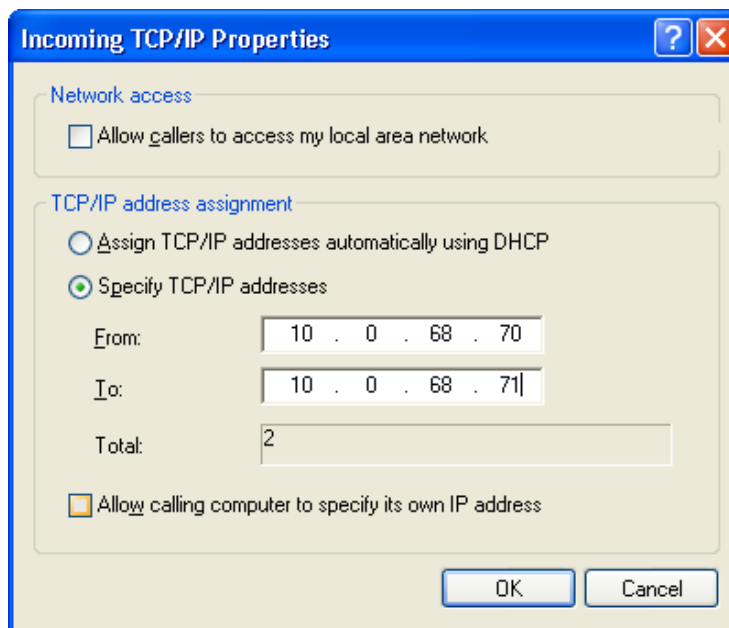 Incoming TCP/IP Properties
Network access
Allow callers to access my local area network
TCP/IP address assignment
Assign TCP/IP addresses automatically using DHCP
Specify TCP/IP addresses
From: 10 . 0 . 68 . 70
To: 10 . 0 . 68 . 71
Total: 2
Allow calling computer to specify its own IP address
OK Cancel